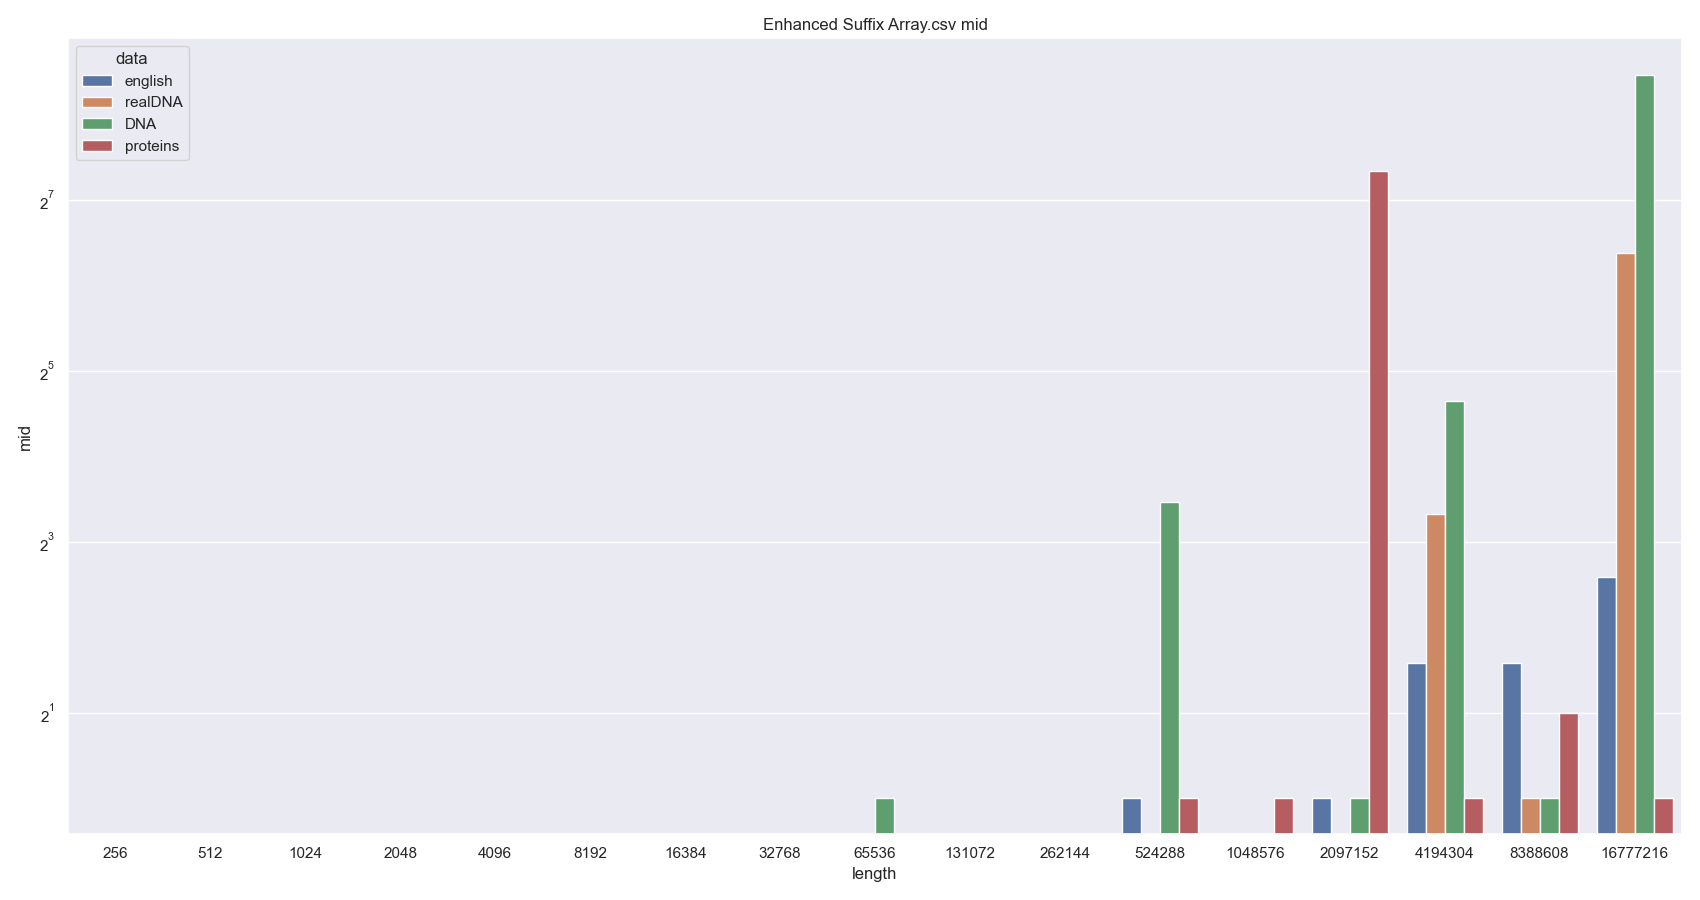 Enhanced Suffix Array.csv mid
data
english
realDNA
DNA
proteins
2^7
2^5
2^3
2^1
mid
256 512 1024 2048 4096 8192 16384 32768 65536 131072 262144 524288 1048576 2097152 4194304 8388608 16777216
length